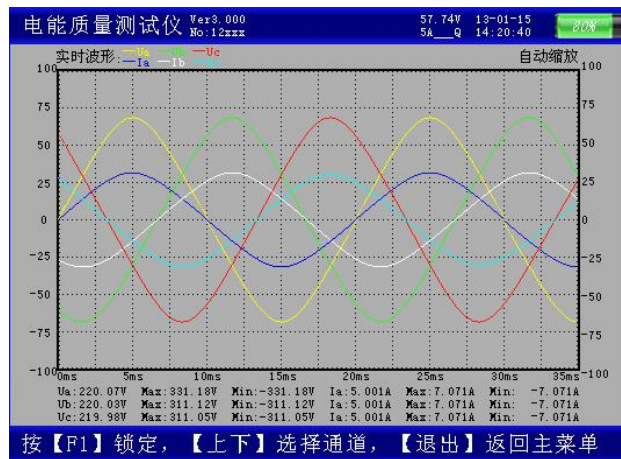 电能质量测试仪 Ver3.000 57.74V 13-01-15 80%
No:12xxx 5A__Q 14:20:40
实时波形: Ua Ub Uc 自动缩放
Ia Ib Ic
100 100
75 75
50 50
25 25
0 0
-25 -25
-50 -50
-75 -75
-100 0ms 5ms 10ms 15ms 20ms 25ms 30ms 35ms -100
Ua:220.07V Max:331.18V Min:-331.18V Ia:5.001A Max:7.071A Min: -7.071A
Ub:220.03V Max:311.12V Min:-311.12V Ia:5.001A Max:7.071A Min: -7.071A
Uc:219.98V Max:311.05V Min:-311.05V Ia:5.001A Max:7.071A Min: -7.071A
按【F1】锁定，【上下】选择通道，【退出】返回主菜单